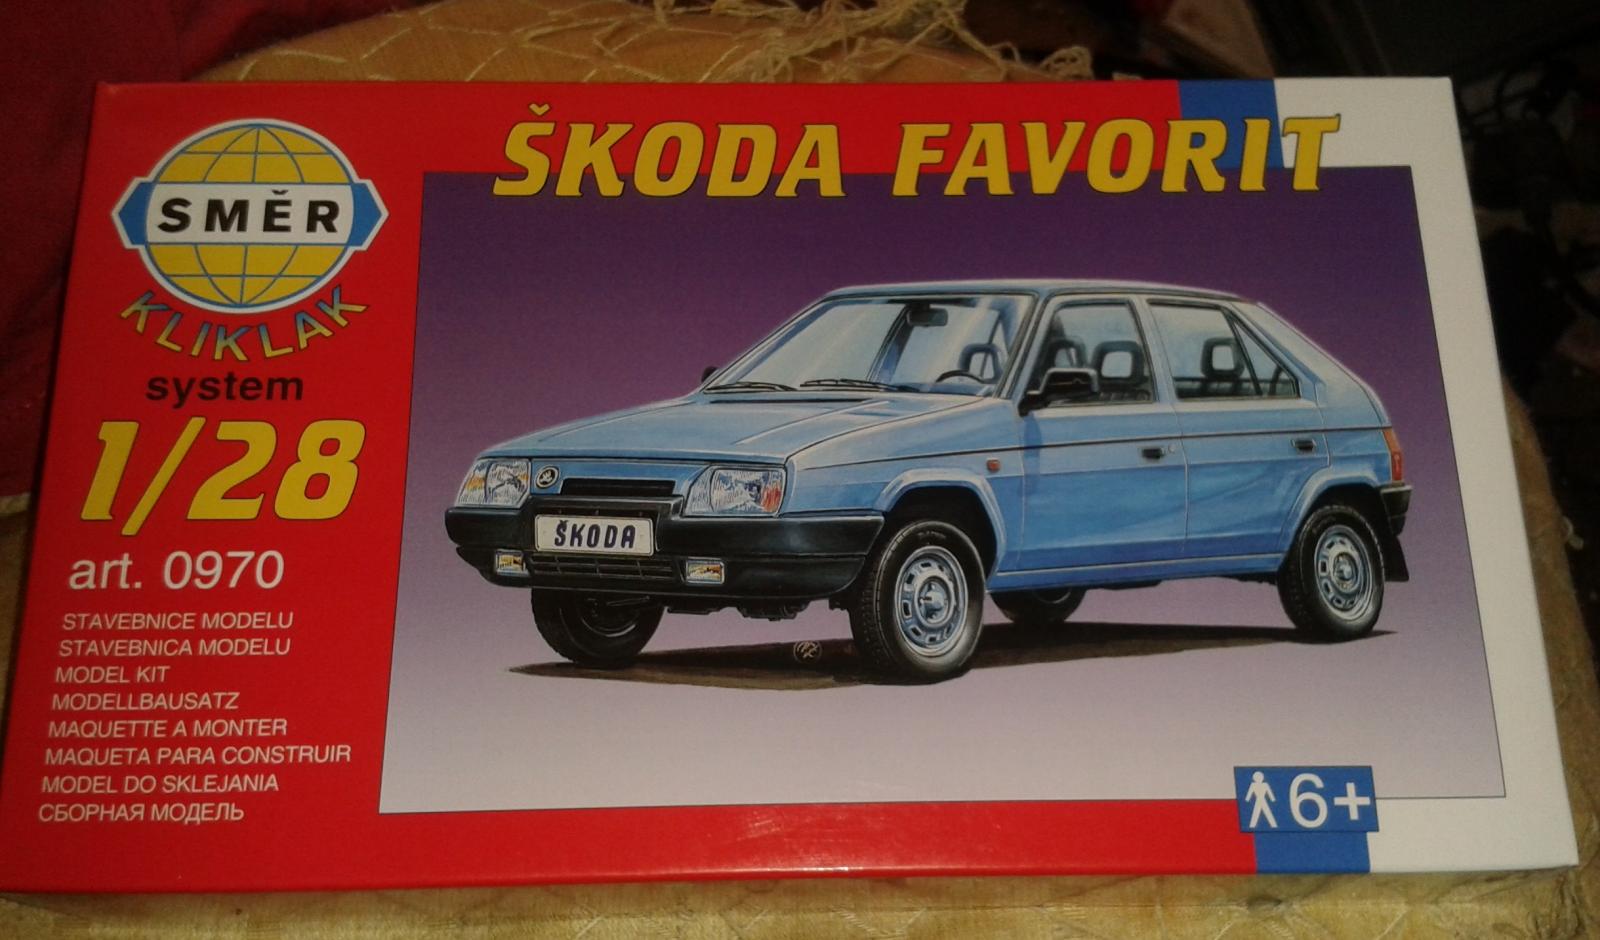 ŠKODA FAVORIT
SMĚR
KLIKLAK
system
1/28
art. 0970
STAVEBNICE MODELU
STAVEBNICA MODELU
MODEL KIT
MODELLBAUSATZ
MAQUETTE A MONTER
MAQUETA PARA CONSTRUIR
MODEL DO SKLEJANIA
СБОРНАЯ МОДЕЛЬ
ŠKODA
6+